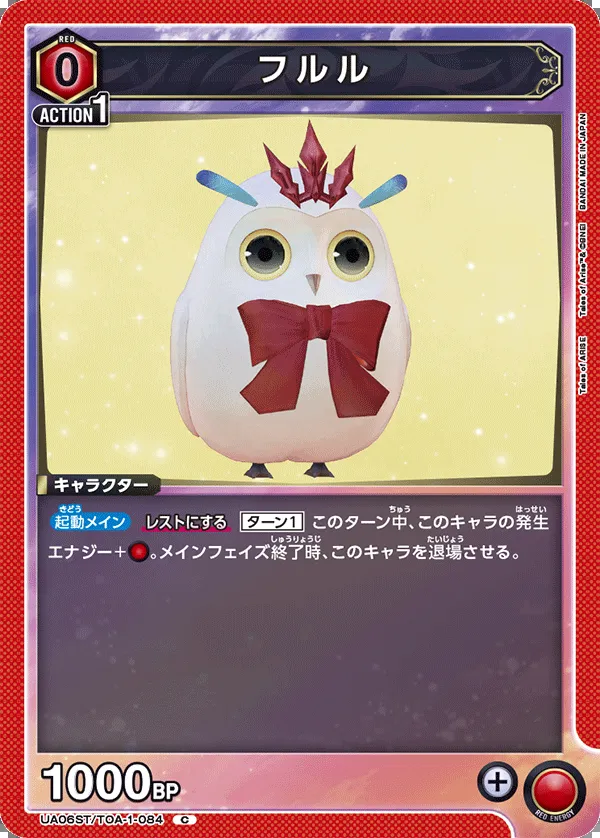 RED
0
フルル
ACTION 1
BANDAI MADE IN JAPAN
Tales of Arise™& ©BNEI
Tales of ARISE
キャラクター
起動メイン レストにする ターン1 このターン中、このキャラの発生
エナジー+。メインフェイズ終了時、このキャラを退場させる。
1000BP
RED ENERGY
UA06ST/TOA-1-084 C